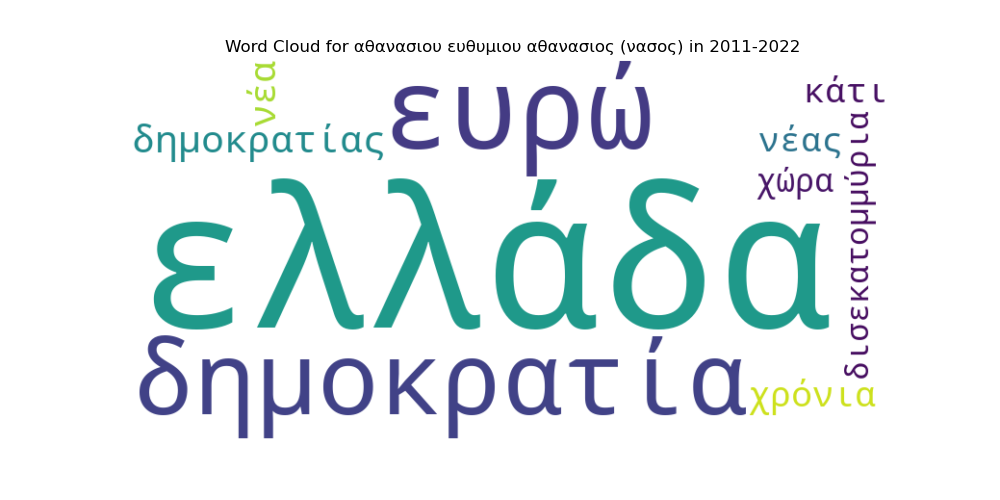 Word Cloud for αθανασιου ευθυμιου αθανασιος (νασος) in 2011-2022
νέα
ευρώ
κάτι
δημοκρατίας
νέας
χώρα
δισεκατομμύρια
ελλάδα
δημοκρατία
χρόνια